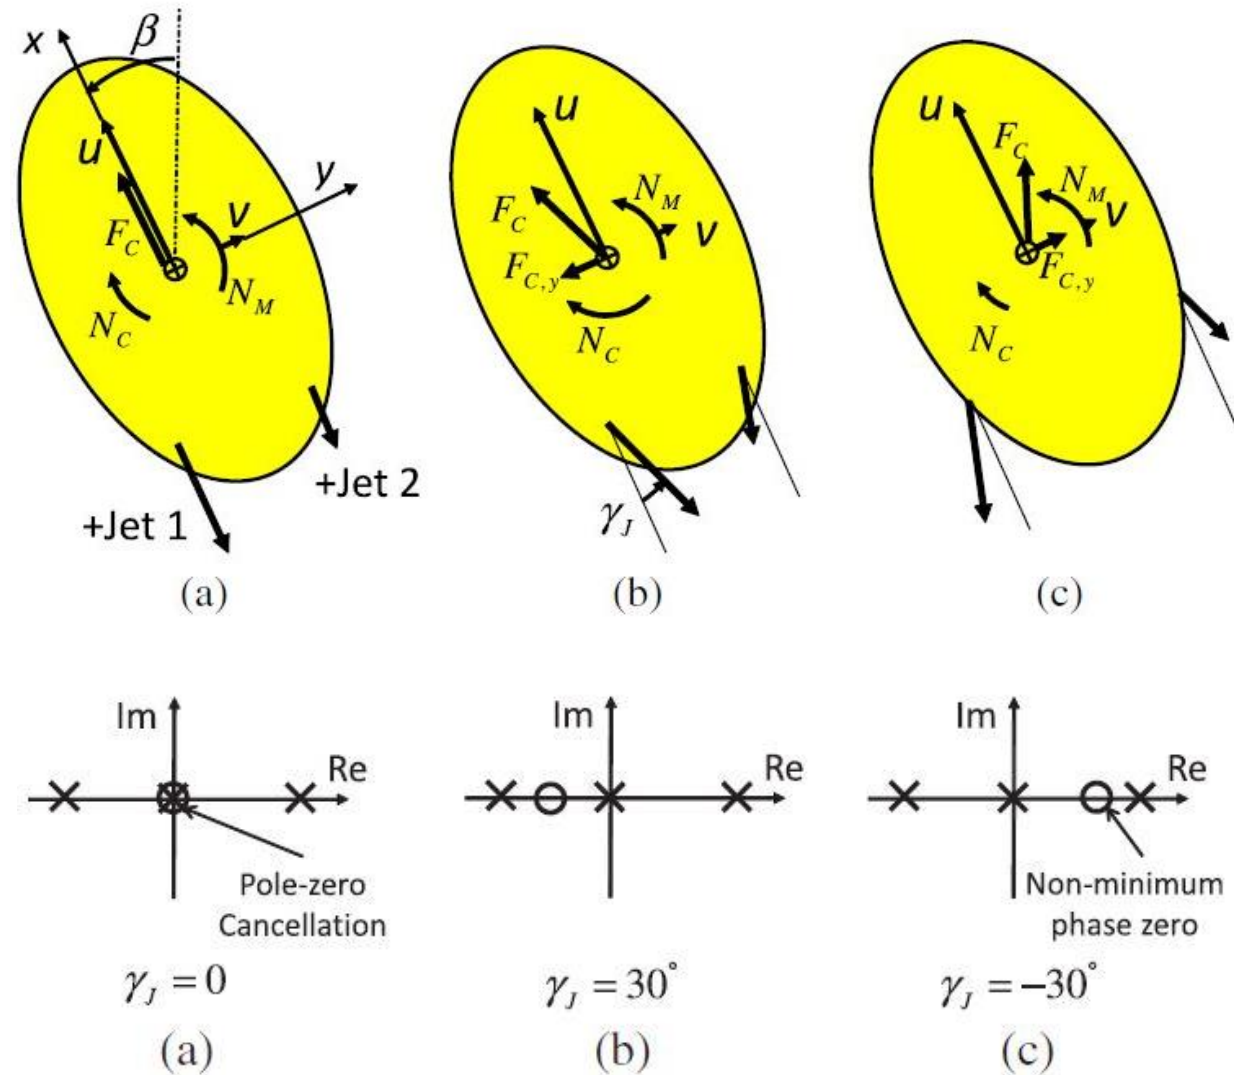 x
β
u
y
F_C
v
N_C
N_M
+Jet 2
+Jet 1
(a)
u
N_M
F_C
v
F_{C,y}
N_C
γ_J
(b)
u
F_C
N_M
v
F_{C,y}
N_C
(c)
Im
Re
Pole-zero
Cancellation
γ_J = 0
(a)
Im
Re
γ_J = 30°
(b)
Im
Re
Non-minimum
phase zero
γ_J = −30°
(c)